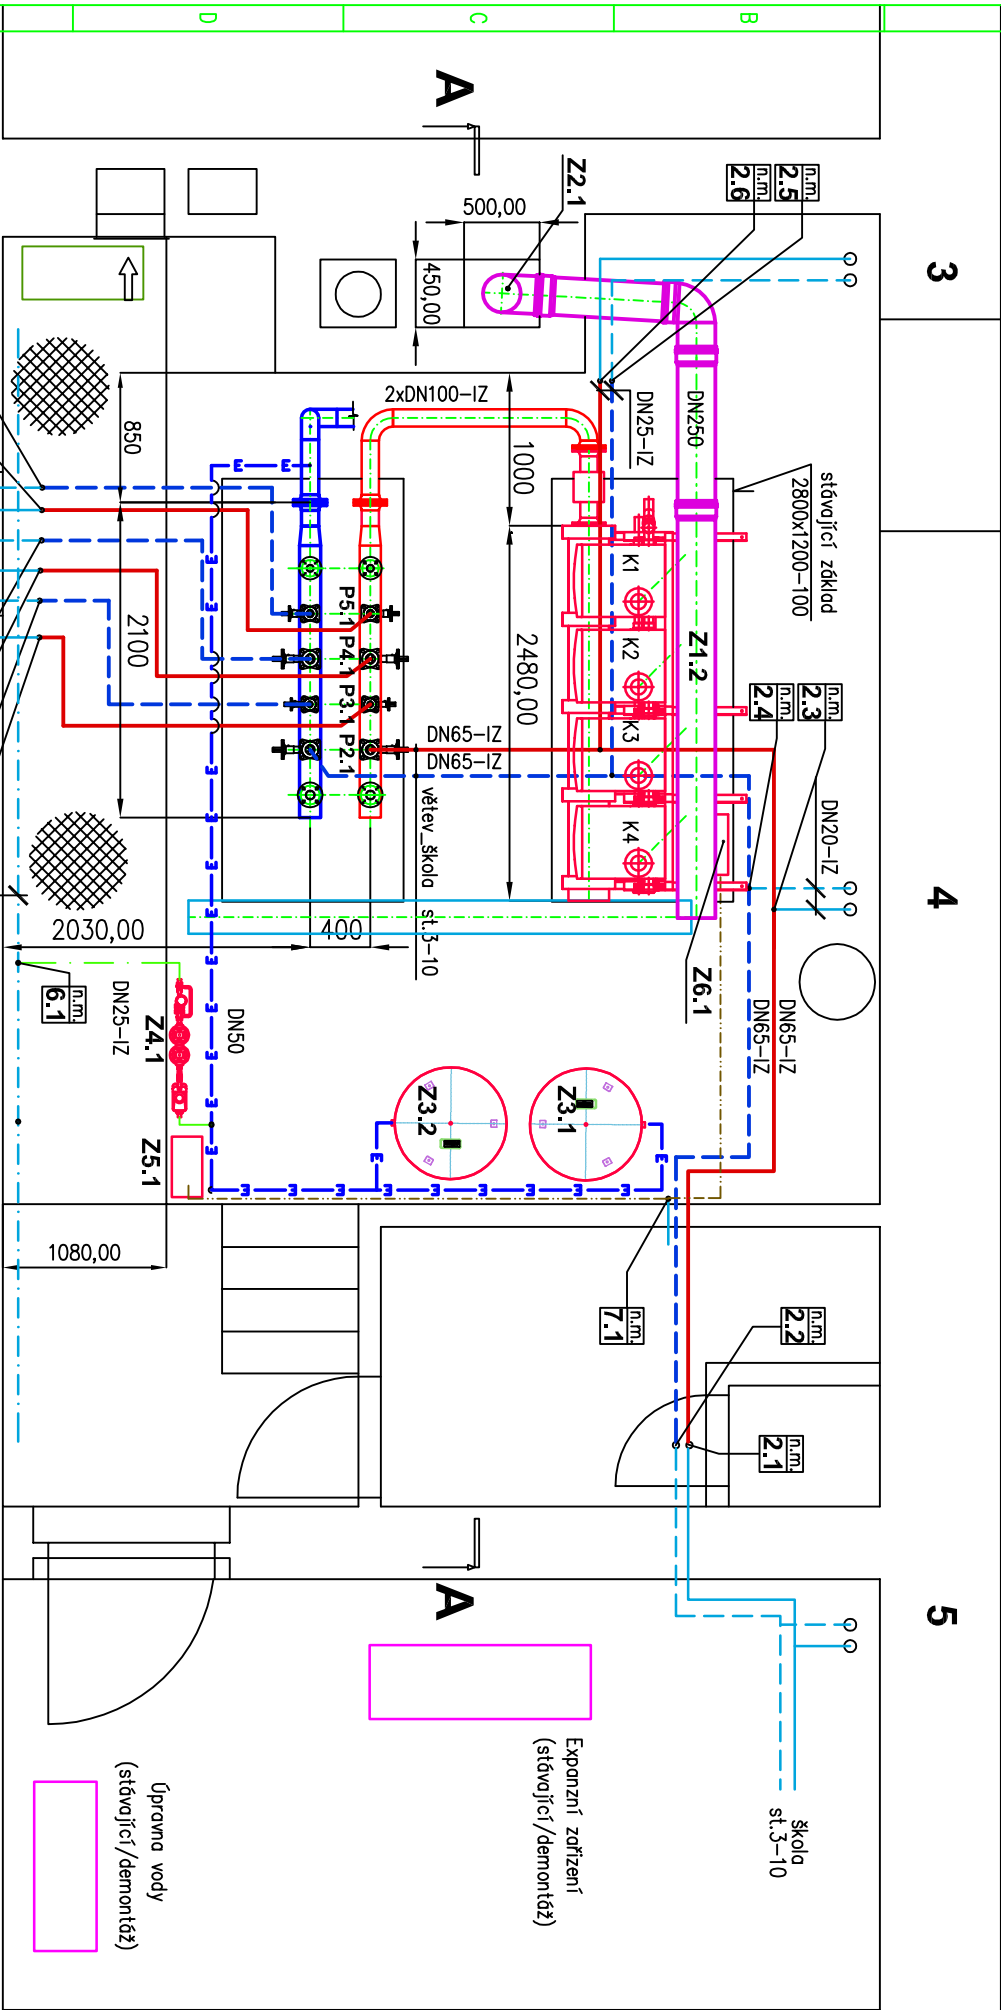 3
4
5
B
C
D
A
A
n.m.
2.5
n.m.
2.6
Z2.1
500,00
450,00
DN25-IZ
DN250
2xDN100-IZ
1000
850
stávající základ
2800x1200-100
K1
K2
K3
K4
Z1.2
2480,00
2100
P5.1
P4.1
P3.1
P2.1
DN65-IZ
DN65-IZ
větev_škola st.3-10
n.m.
2.3
n.m.
2.4
DN20-IZ
Z6.1
DN65-IZ
DN65-IZ
2030,00
400
n.m.
6.1
DN25-IZ
Z4.1
DN50
Z5.1
Z3.2
Z3.1
E
1080,00
n.m.
7.1
n.m.
2.2
n.m.
2.1
škola
st.3-10
Expanzní zařízení
(stávající/demontáž)
Úpravna vody
(stávající/demontáž)